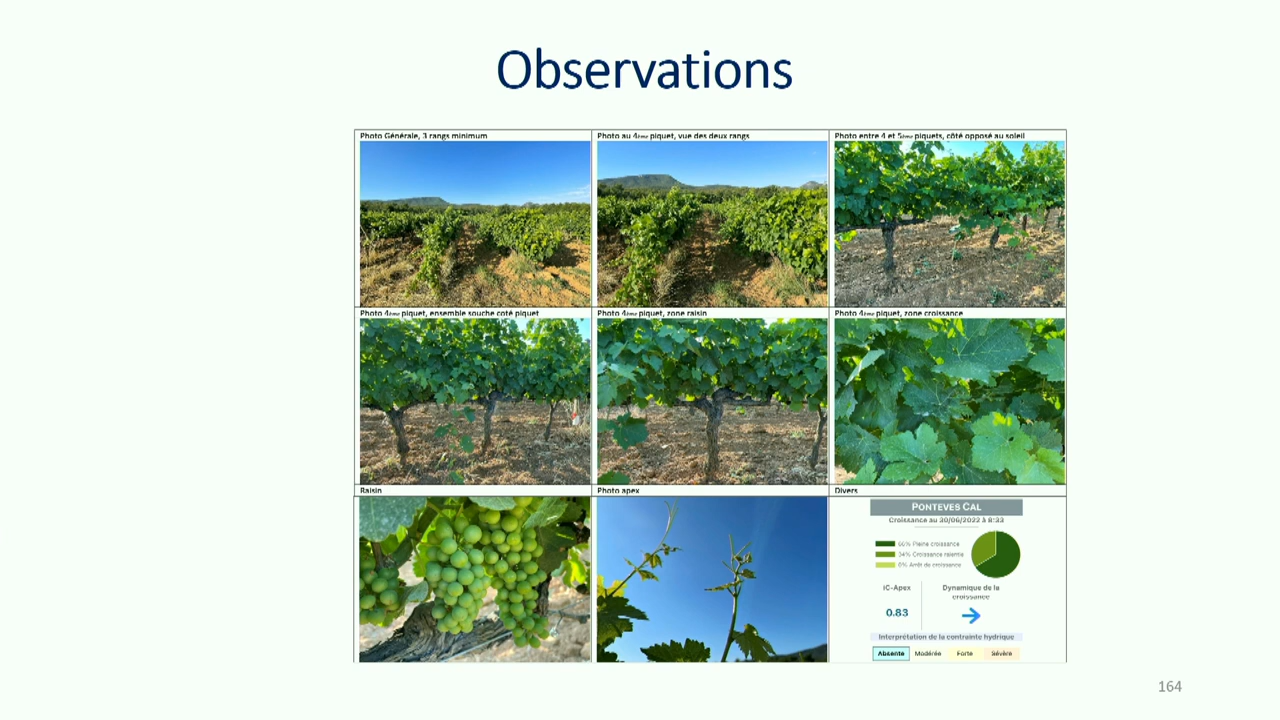 Observations
Photo Générale, 3 rangs minimum
Photo au 4ème piquet, vue des deux rangs
Photo entre 4 et 5ème piquets, côté opposé au soleil
Photo 4ème piquet, ensemble souche coté piquet
Photo 4ème piquet, zone raisin
Photo 4ème piquet, zone croissance
Raisin
Photo apex
Divers
PONTEVES CAL
Croissance au 30/06/2022 à 8:33
66% Pleine croissance
34% Croissance ralentie
0% Arrêt de croissance
iC-Apex
Dynamique de la
croissance
0.83
Interprétation de la contrainte hydrique
Absente Modérée Forte Sévère
164